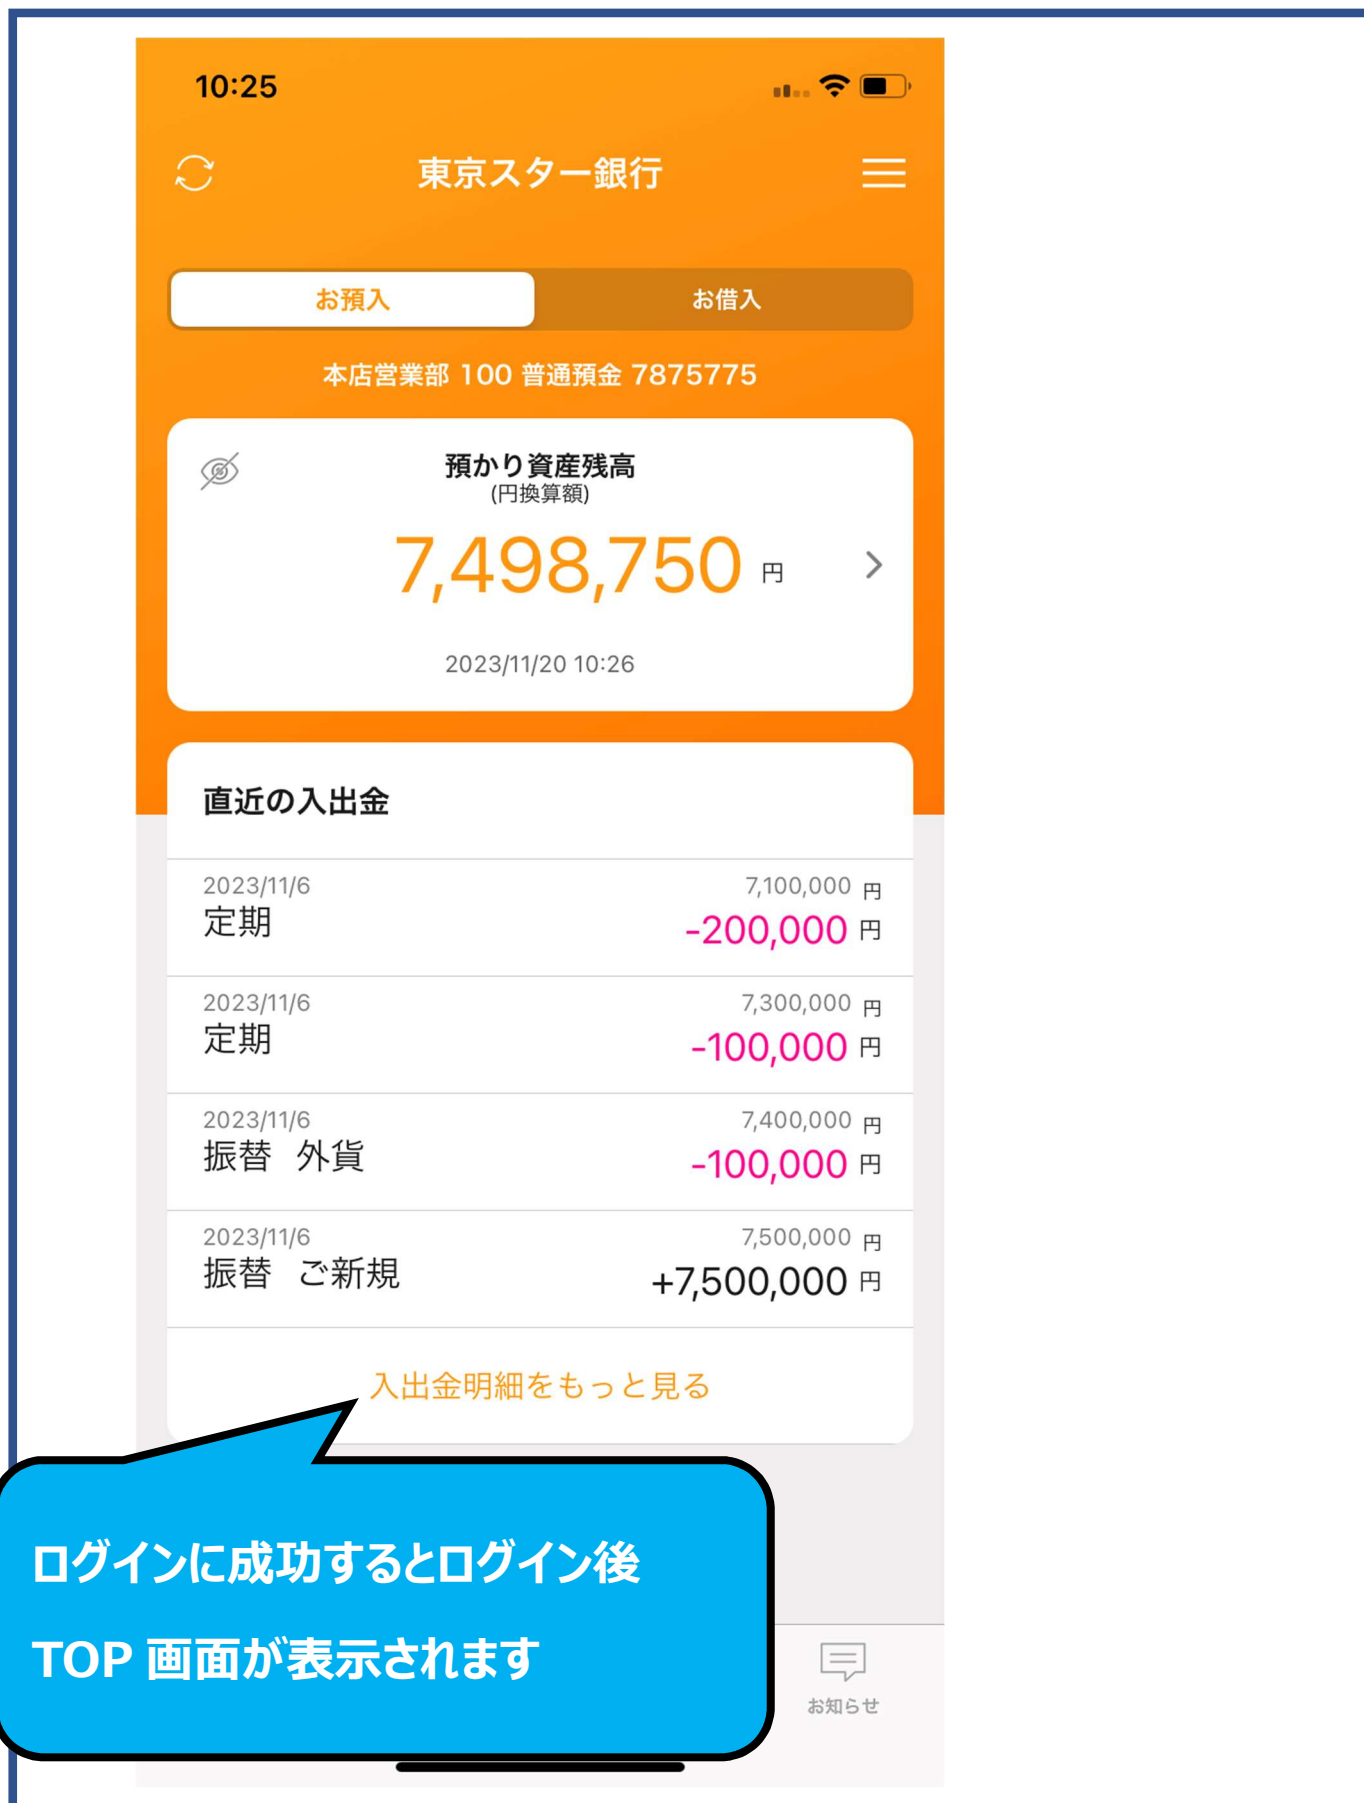 10:25
東京スター銀行
お預入
お借入
本店営業部 100 普通預金 7875775
預かり資産残高
(円換算額)
7,498,750 円
2023/11/20 10:26
直近の入出金
2023/11/6
7,100,000 円
定期
-200,000 円
2023/11/6
7,300,000 円
定期
-100,000 円
2023/11/6
7,400,000 円
振替 外貨
-100,000 円
2023/11/6
7,500,000 円
振替 ご新規
+7,500,000 円
入出金明細をもっと見る
ログインに成功するとログイン後
TOP 画面が表示されます
お知らせ